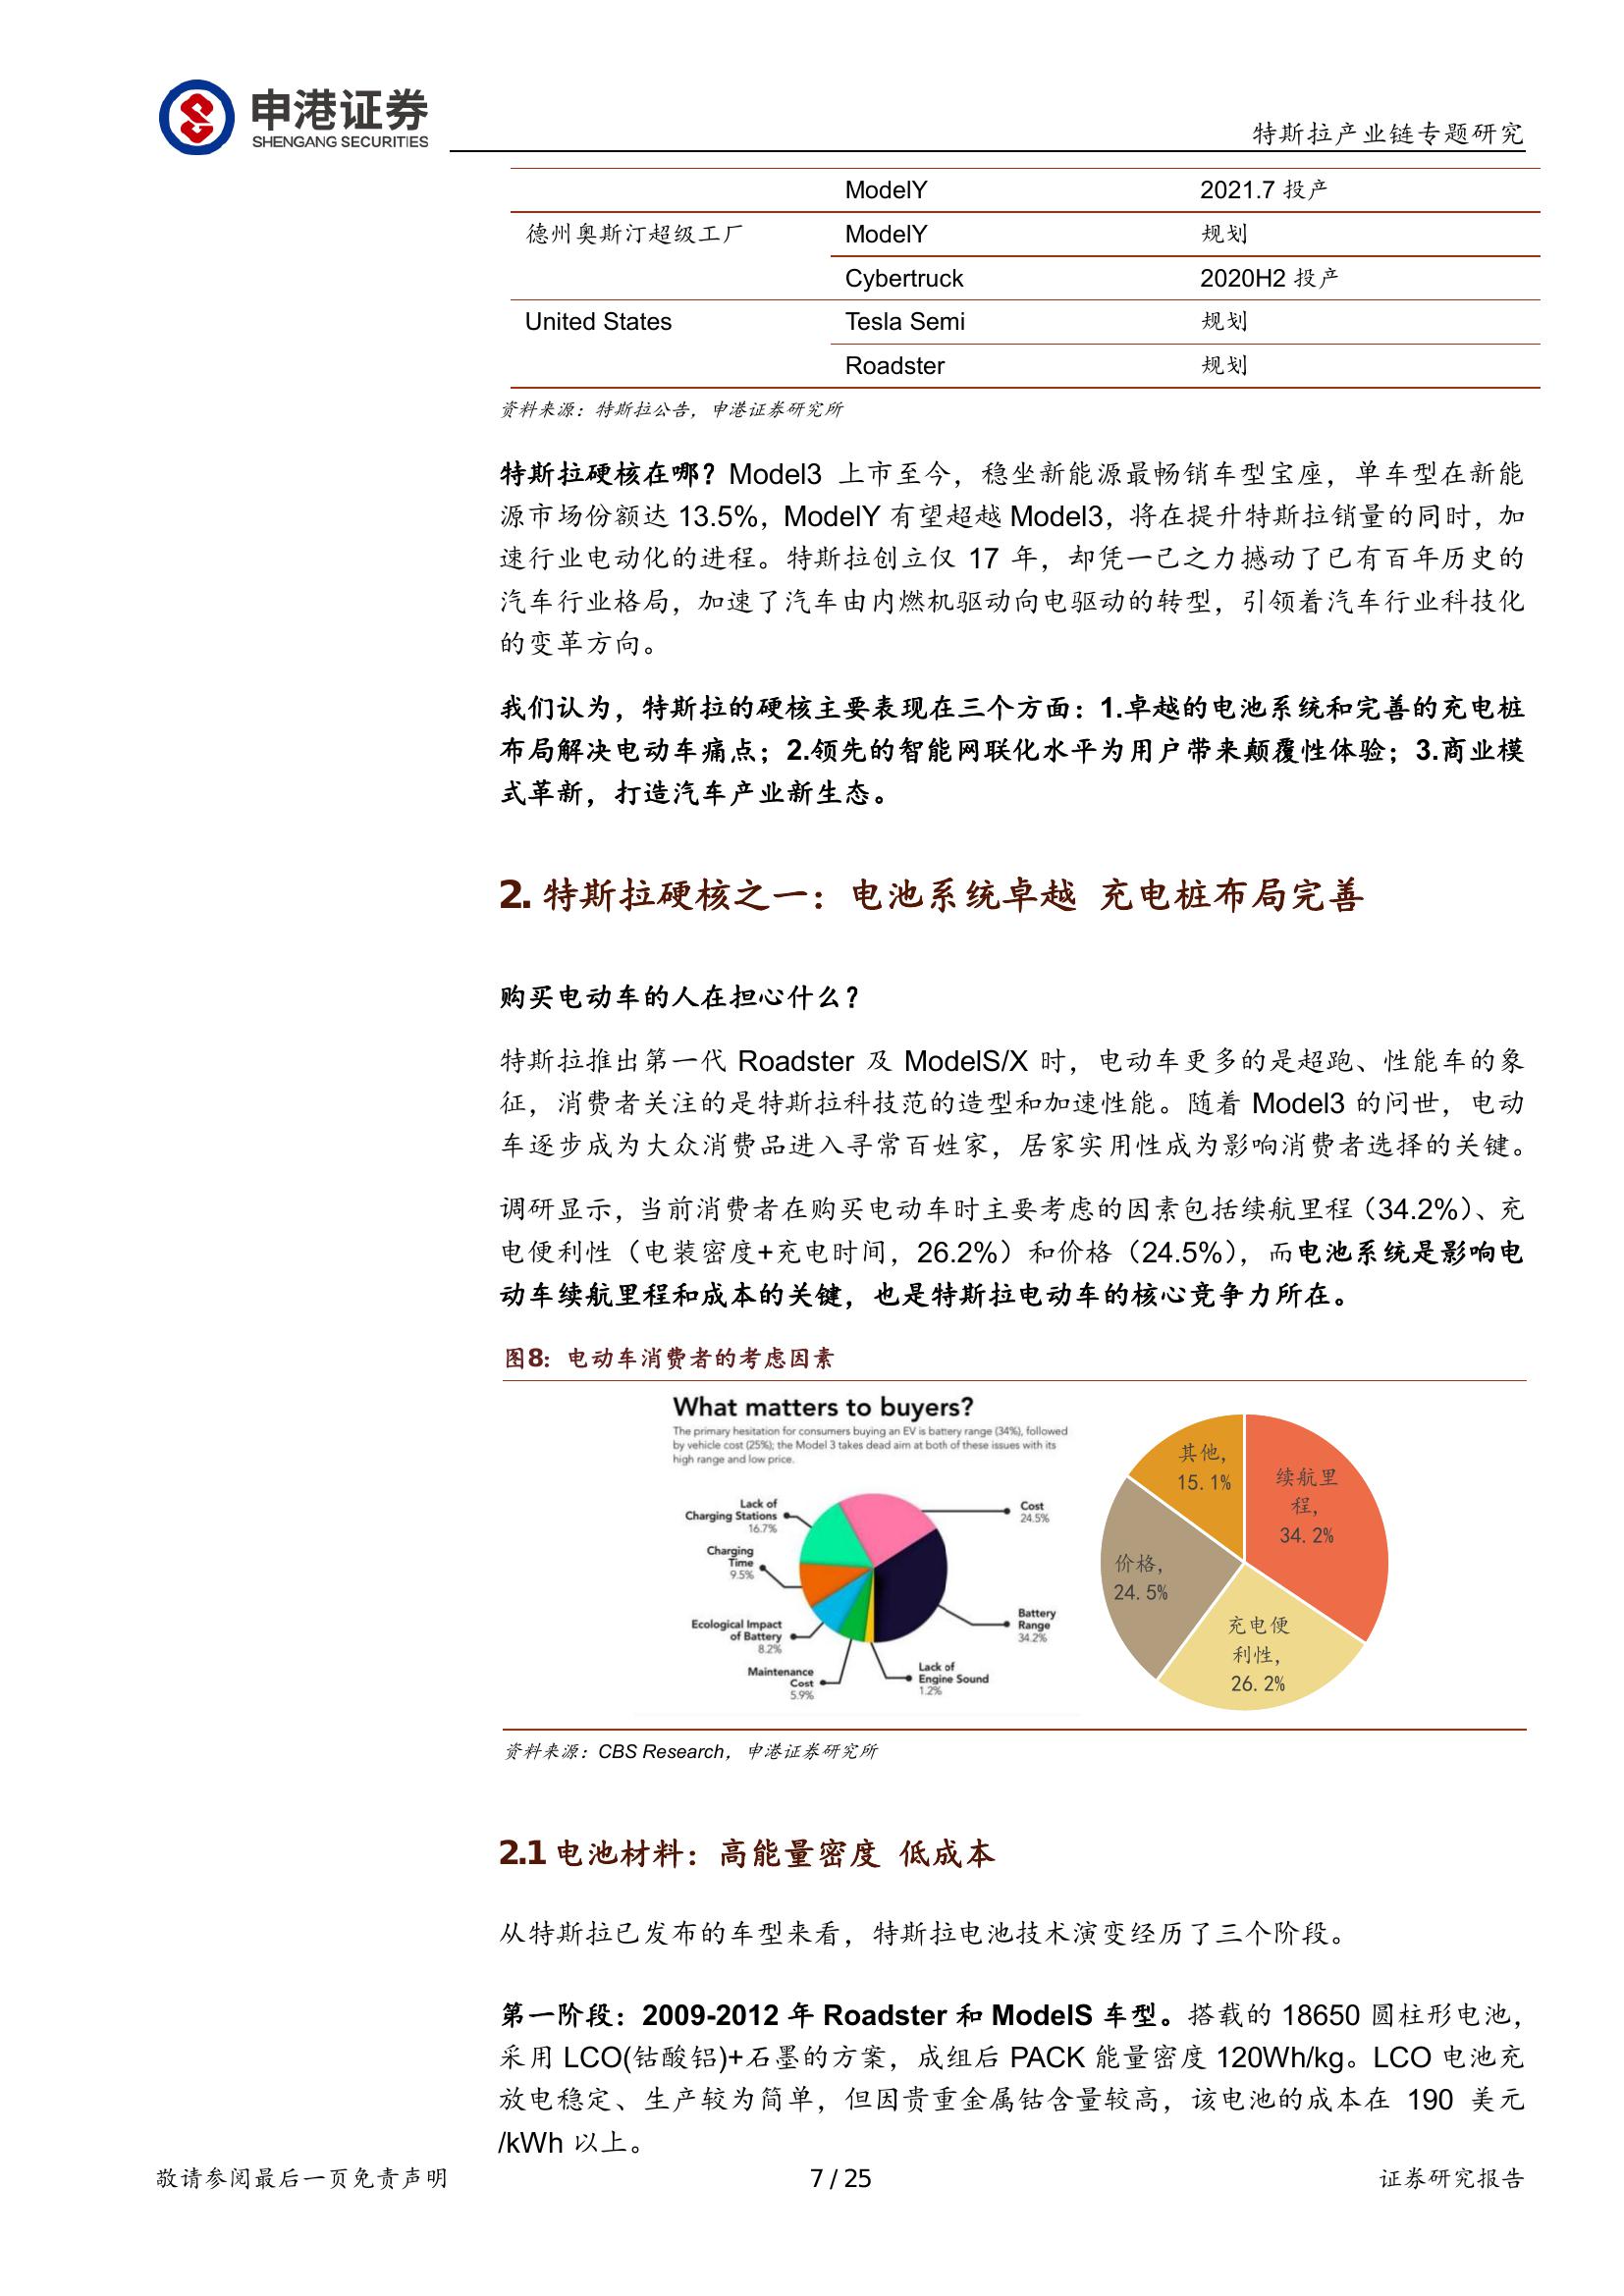 申港证券
SHENGANG SECURITIES
特斯拉产业链专题研究
ModelY 2021.7 投产
德州奥斯汀超级工厂 ModelY 规划
Cybertruck 2020H2 投产
United States Tesla Semi 规划
Roadster 规划
资料来源：特斯拉公告，申港证券研究所
特斯拉硬核在哪？Model3 上市至今，稳坐新能源最畅销车型宝座，单车型在新能
源市场份额达 13.5%，ModelY 有望超越 Model3，将在提升特斯拉销量的同时，加
速行业电动化的进程。特斯拉创立仅 17 年，却凭一己之力撼动了已有百年历史的
汽车行业格局，加速了汽车由内燃机驱动向电驱动的转型，引领着汽车行业科技化
的变革方向。
我们认为，特斯拉的硬核主要表现在三个方面：1.卓越的电池系统和完善的充电桩
布局解决电动车痛点；2.领先的智能网联化水平为用户带来颠覆性体验；3.商业模
式革新，打造汽车产业新生态。
2. 特斯拉硬核之一：电池系统卓越 充电桩布局完善
购买电动车的人在担心什么？
特斯拉推出第一代 Roadster 及 ModelS/X 时，电动车更多的是超跑、性能车的象
征，消费者关注的是特斯拉科技范的造型和加速性能。随着 Model3 的问世，电动
车逐步成为大众消费品进入寻常百姓家，居家实用性成为影响消费者选择的关键。
调研显示，当前消费者在购买电动车时主要考虑的因素包括续航里程（34.2%）、充
电便利性（电装密度+充电时间，26.2%）和价格（24.5%），而电池系统是影响电
动车续航里程和成本的关键，也是特斯拉电动车的核心竞争力所在。
图8：电动车消费者的考虑因素
What matters to buyers?
The primary hesitation for consumers buying an EV is battery range (34%), followed
by vehicle cost (25%); the Model 3 takes dead aim at both of these issues with its
high range and low price.
Lack of
Charging Stations
16.7%
Charging
Time
9.5%
Ecological Impact
of Battery
8.2%
Maintenance
Cost
5.9%
Lack of
Engine Sound
1.2%
Battery
Range
34.2%
Cost
24.5%
其他，
15.1%
续航里
程，
34.2%
价格，
24.5%
充电便
利性，
26.2%
资料来源：CBS Research，申港证券研究所
2.1 电池材料：高能量密度 低成本
从特斯拉已发布的车型来看，特斯拉电池技术演变经历了三个阶段。
第一阶段：2009-2012 年 Roadster 和 ModelS 车型。搭载的 18650 圆柱形电池，
采用 LCO(钴酸铝)+石墨的方案，成组后 PACK 能量密度 120Wh/kg。LCO 电池充
放电稳定、生产较为简单，但因贵重金属钴含量较高，该电池的成本在 190 美元
/kWh 以上。
敬请参阅最后一页免责声明 7 / 25 证券研究报告